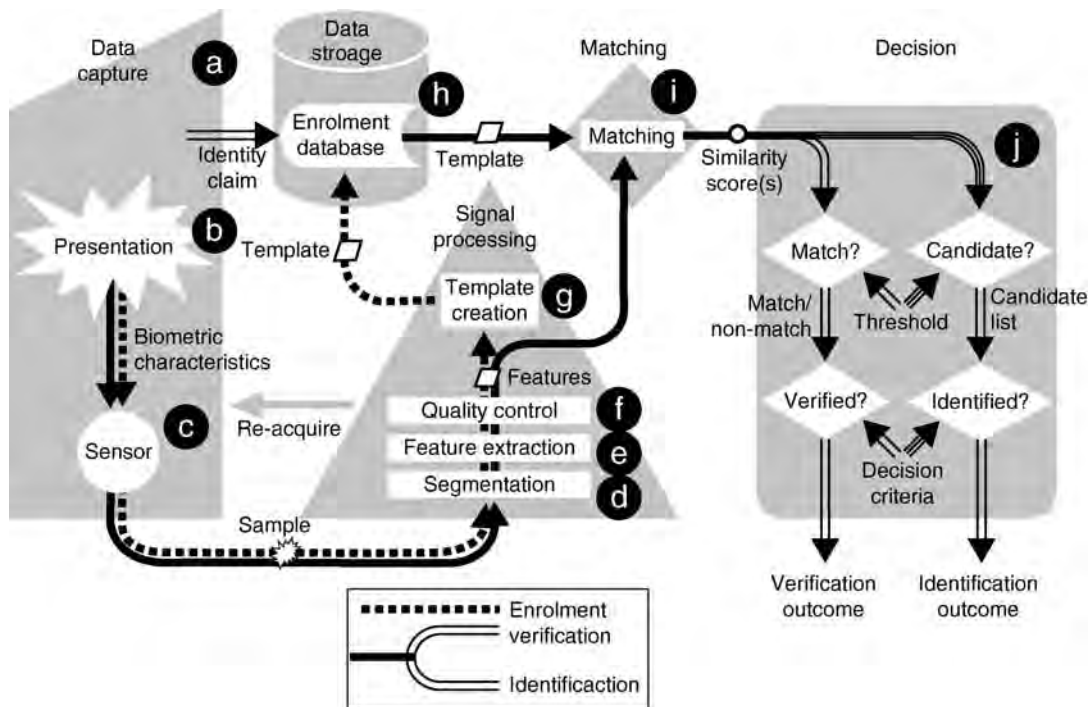 Data
capture
a
Data
stroage
Matching
Decision
h
i
Enrolment
database
Matching
j
Identity
claim
Template
Similarity
score(s)
b
Presentation
Signal
processing
Template
Match?
Candidate?
Template
creation
g
Match/
non-match
Threshold
Candidate
list
Biometric
characteristics
Features
c
Sensor
Re-acquire
Quality control
f
Feature extraction
e
Segmentation
d
Verified?
Identified?
Decision
criteria
Sample
Verification
outcome
Identification
outcome
Enrolment
verification
Identificaction